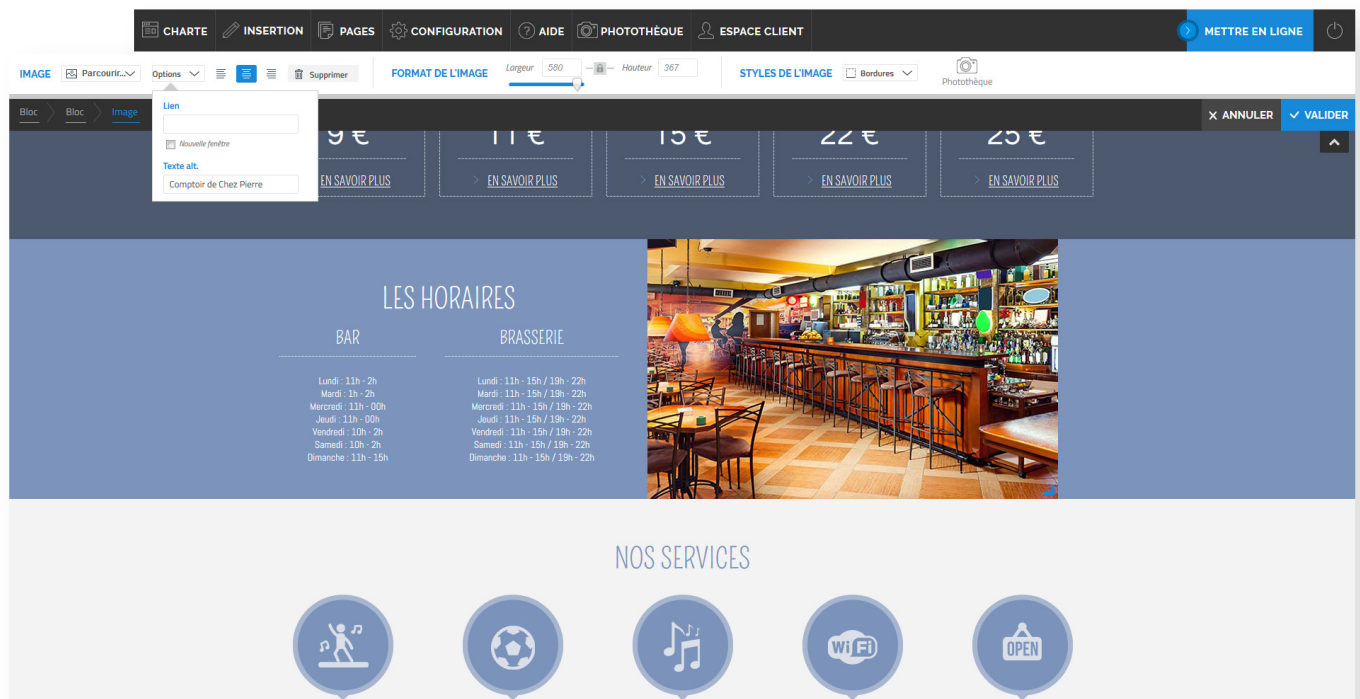 CHARTE INSERTION PAGES CONFIGURATION AIDE PHOTOTHÈQUE ESPACE CLIENT METTRE EN LIGNE
IMAGE Parcourir... Options Supprimer FORMAT DE L'IMAGE Largeur 580 Hauteur 367 STYLES DE L'IMAGE Bordures Photothèque
Bloc Bloc Image ANNULER VALIDER
Lien
Nouvelle fenêtre
Texte alt.
Comptoir de Chez Pierre
9 € 11 € 15 € 22 € 25 €
EN SAVOIR PLUS EN SAVOIR PLUS EN SAVOIR PLUS EN SAVOIR PLUS EN SAVOIR PLUS
LES HORAIRES
BAR
Lundi : 11h - 2h
Mardi : 1h - 2h
Mercredi : 11h - 00h
Jeudi : 11h - 00h
Vendredi : 10h - 2h
Samedi : 10h - 2h
Dimanche : 11h - 15h
BRASSERIE
Lundi : 11h - 15h / 19h - 22h
Mardi : 11h - 15h / 19h - 22h
Mercredi : 11h - 15h / 19h - 22h
Jeudi : 11h - 15h / 19h - 22h
Vendredi : 11h - 15h / 19h - 22h
Samedi : 11h - 15h / 19h - 22h
Dimanche : 11h - 15h / 19h - 22h
NOS SERVICES
WiFi
OPEN